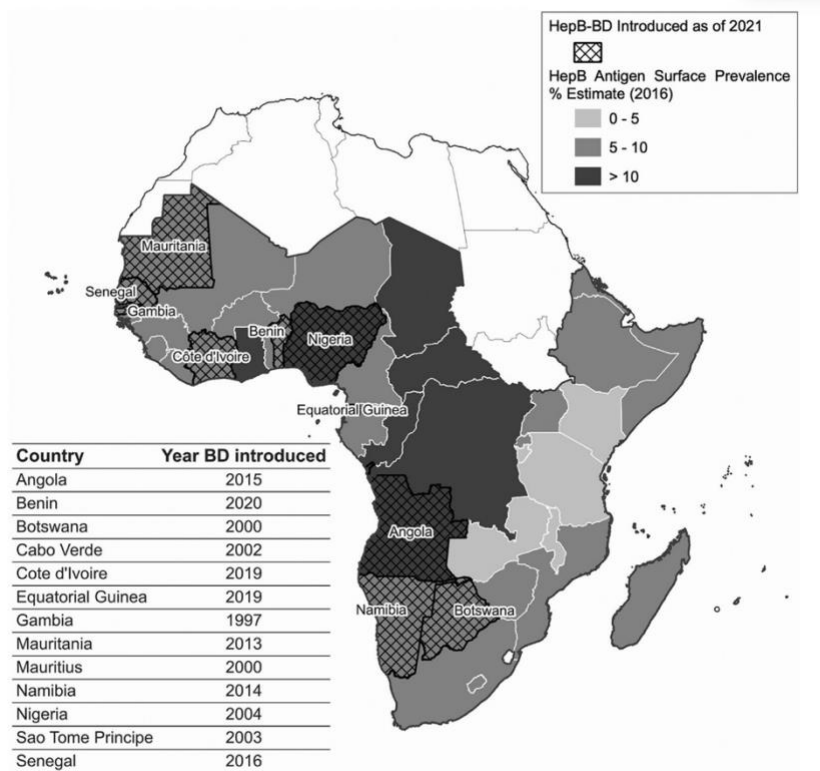 HepB-BD Introduced as of 2021
HepB Antigen Surface Prevalence
% Estimate (2016)
0 - 5
5 - 10
> 10
Mauritania
Senegal
Gambia
Benin
Nigeria
Côte d'Ivoire
Equatorial Guinea
Angola
Namibia
Botswana
Country Year BD introduced
Angola 2015
Benin 2020
Botswana 2000
Cabo Verde 2002
Cote d'Ivoire 2019
Equatorial Guinea 2019
Gambia 1997
Mauritania 2013
Mauritius 2000
Namibia 2014
Nigeria 2004
Sao Tome Principe 2003
Senegal 2016